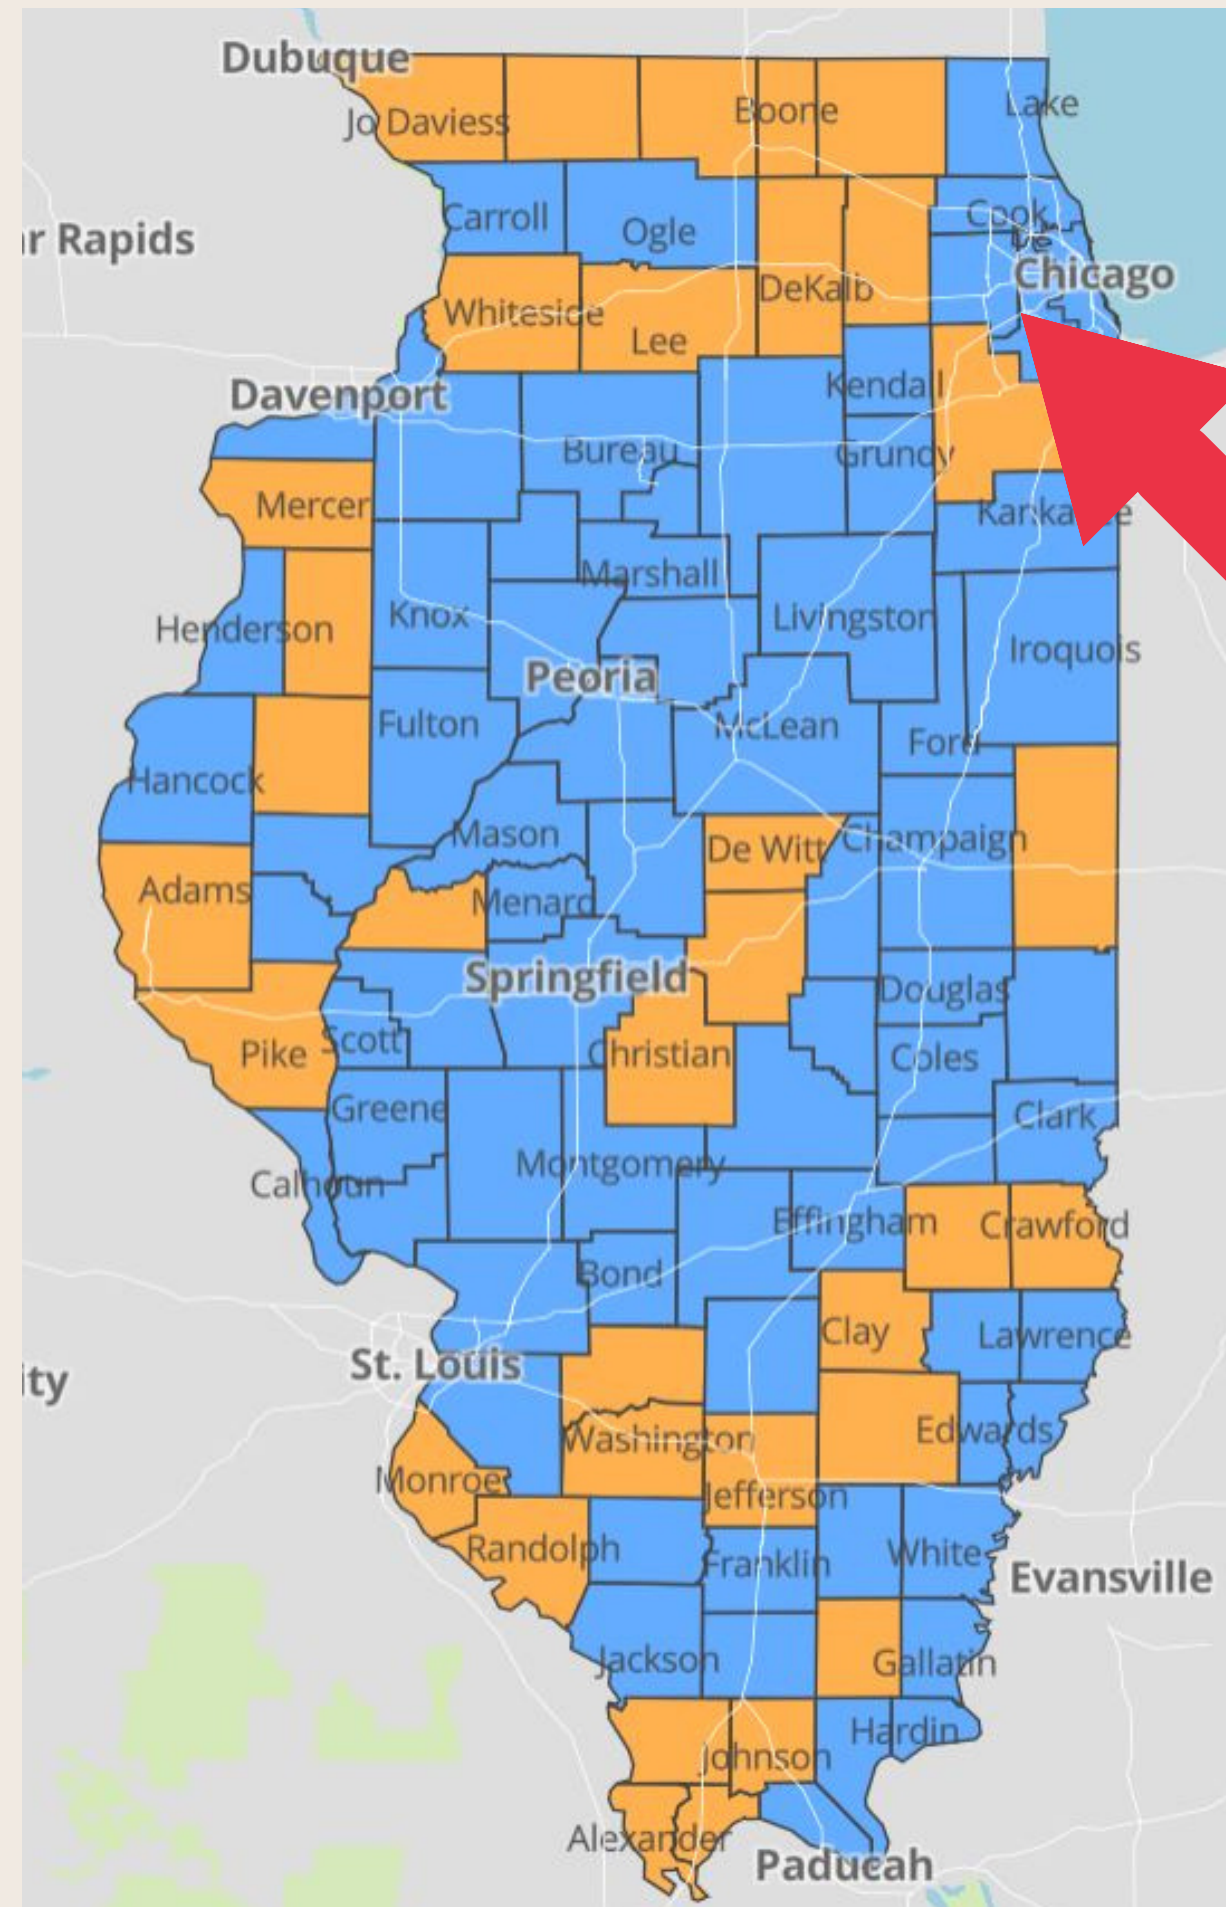 Dubuque
Jo Daviess
Boone
Lake
Carroll
Ogle
Cook
De
r Rapids
Chicago
Whiteside
DeKalb
Lee
Kendall
Davenport
Bureau
Grundy
Mercer
Kankakee
Marshall
Knox
Livingston
Henderson
Iroquois
Peoria
Fulton
McLean
Ford
Hancock
Mason
De Witt
Champaign
Adams
Menard
Springfield
Douglas
Pike
Scott
Christian
Coles
Greene
Clark
Montgomery
Calhoun
Effingham
Crawford
Bond
Clay
Lawrence
St. Louis
ity
Washington
Edwards
Monroe
Jefferson
Randolph
Franklin
White
Evansville
Jackson
Gallatin
Hardin
Johnson
Alexander
Paducah